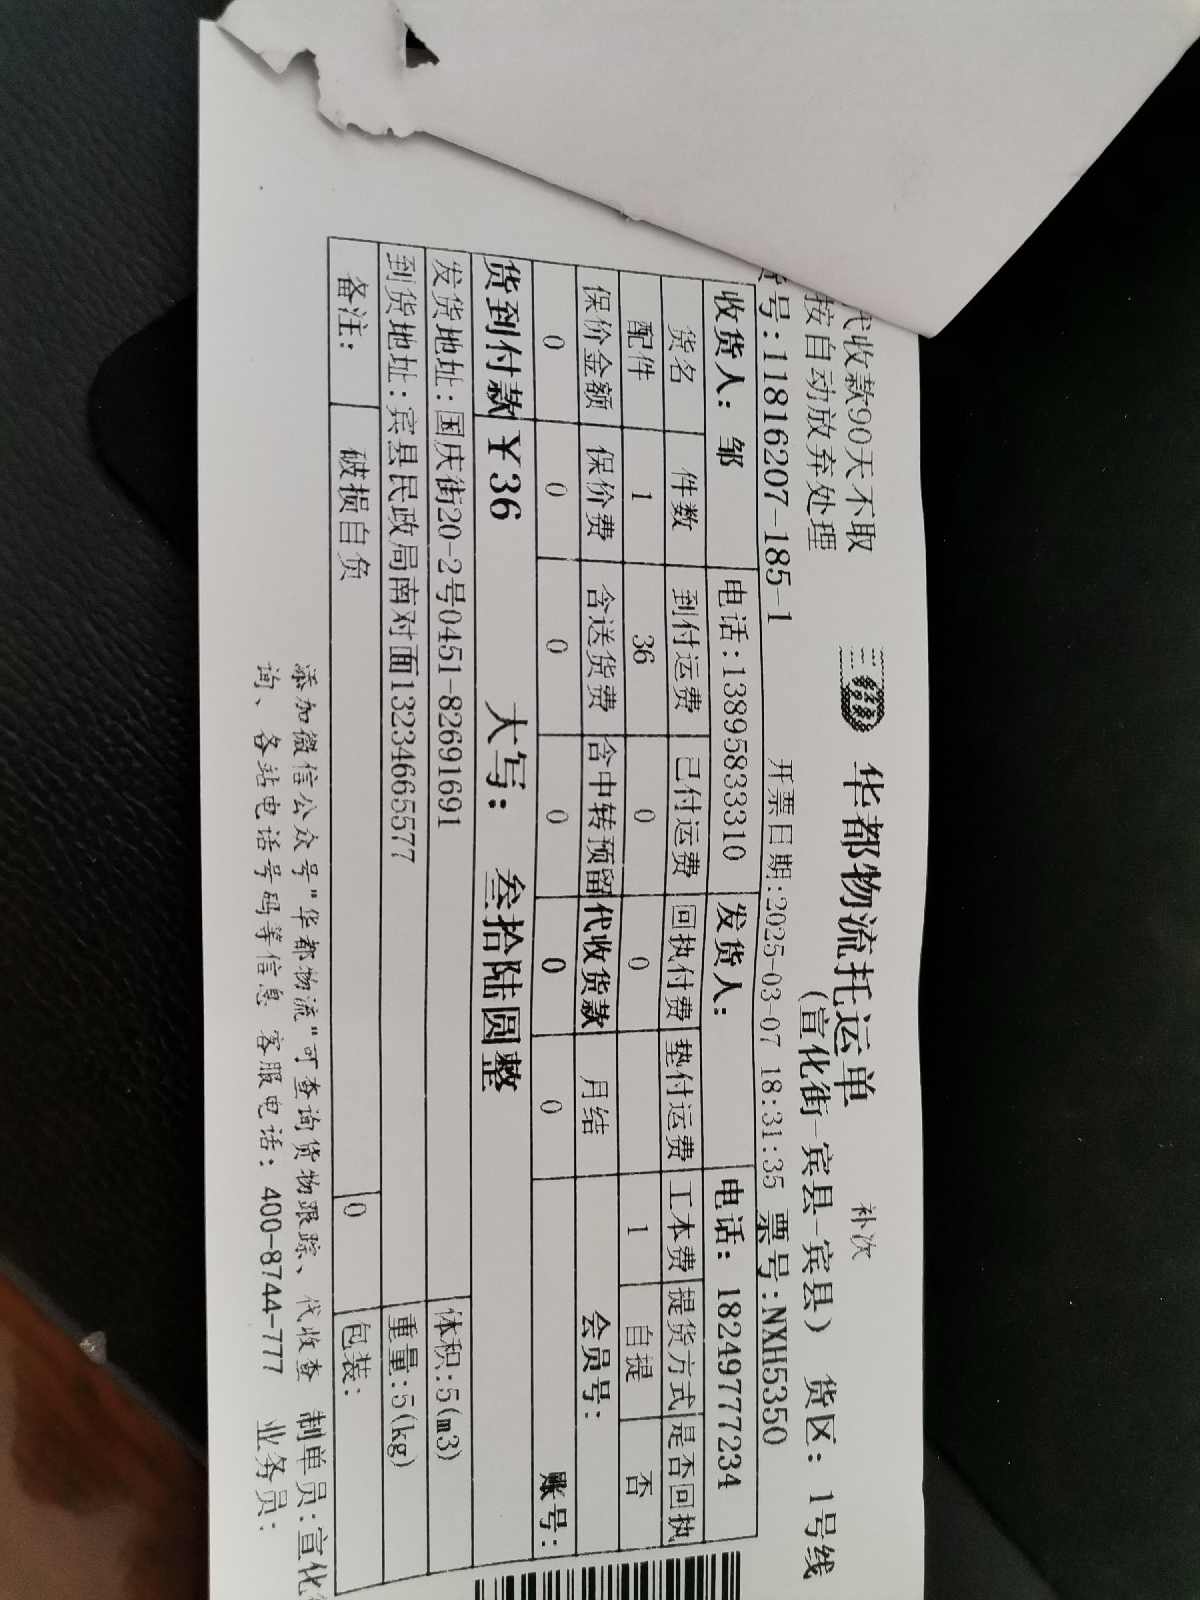 代收款90天不取
按自动放弃处理
华都物流托运单
补次
(宣化街-宾县-宾县) 货区: 1号线
号:11816207-185-1 开票日期:2025-03-07 18:31:35 票号:NXH5350
收货人: 邹 电话:13895833310 发货人: 电话: 18249777234
货名 件数 到付运费 已付运费 回执付费 垫付运费 工本费 提货方式 是否回执
配件 1 36 0 0 1 自提 否
保价金额 保价费 含送货费 含中转预留 代收货款 月结 会员号:
0 0 0 0 0 0 账号:
货到付款 ¥36 大写: 叁拾陆圆整
发货地址: 国庆街20-2号0451-82691691 体积:5(m3)
到货地址: 宾县民政局南对面13234665577 重量:5(kg)
备注: 破损自负 0 包装:
添加微信公众号"华都物流"可查询货物跟踪、代收查 制单员:宣化
询、各站电话号码等信息 客服电话: 400-8744-777 业务员: